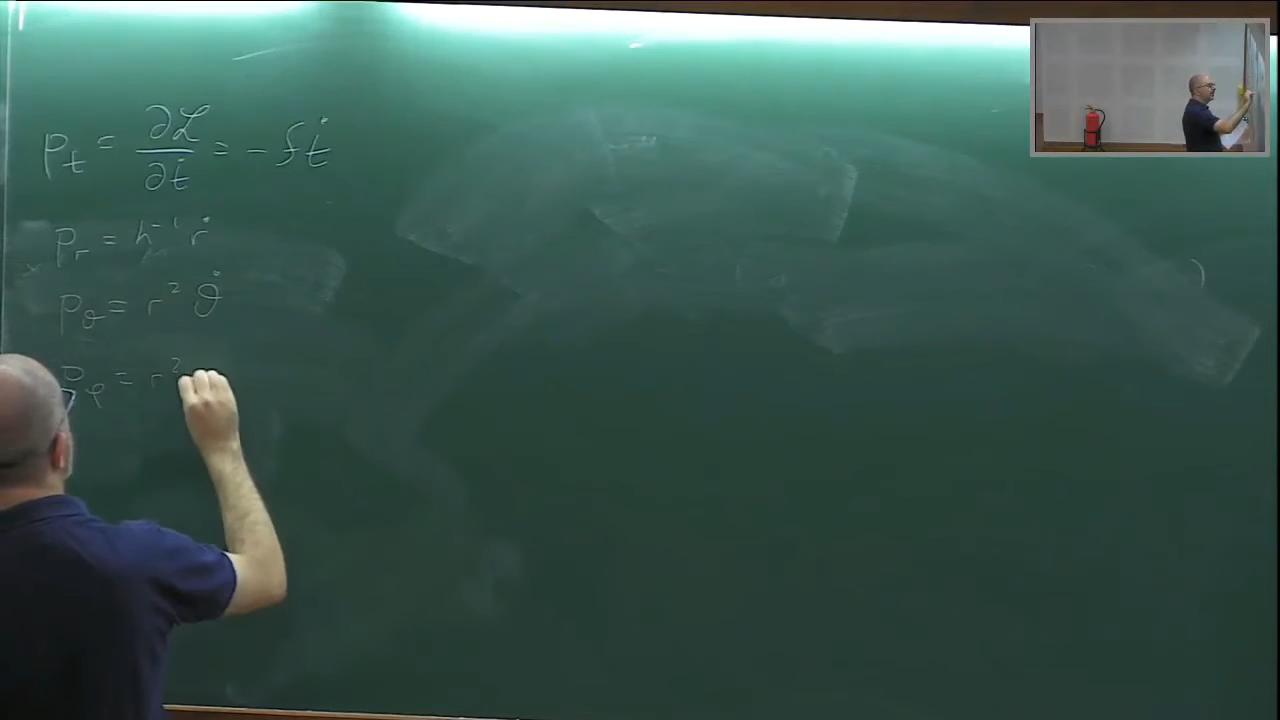 p_t = ∂ℒ/∂ṫ = - f ṫ
p_r = h⁻¹ ṙ
p_ϑ = r² ϑ̇
p_φ = r²